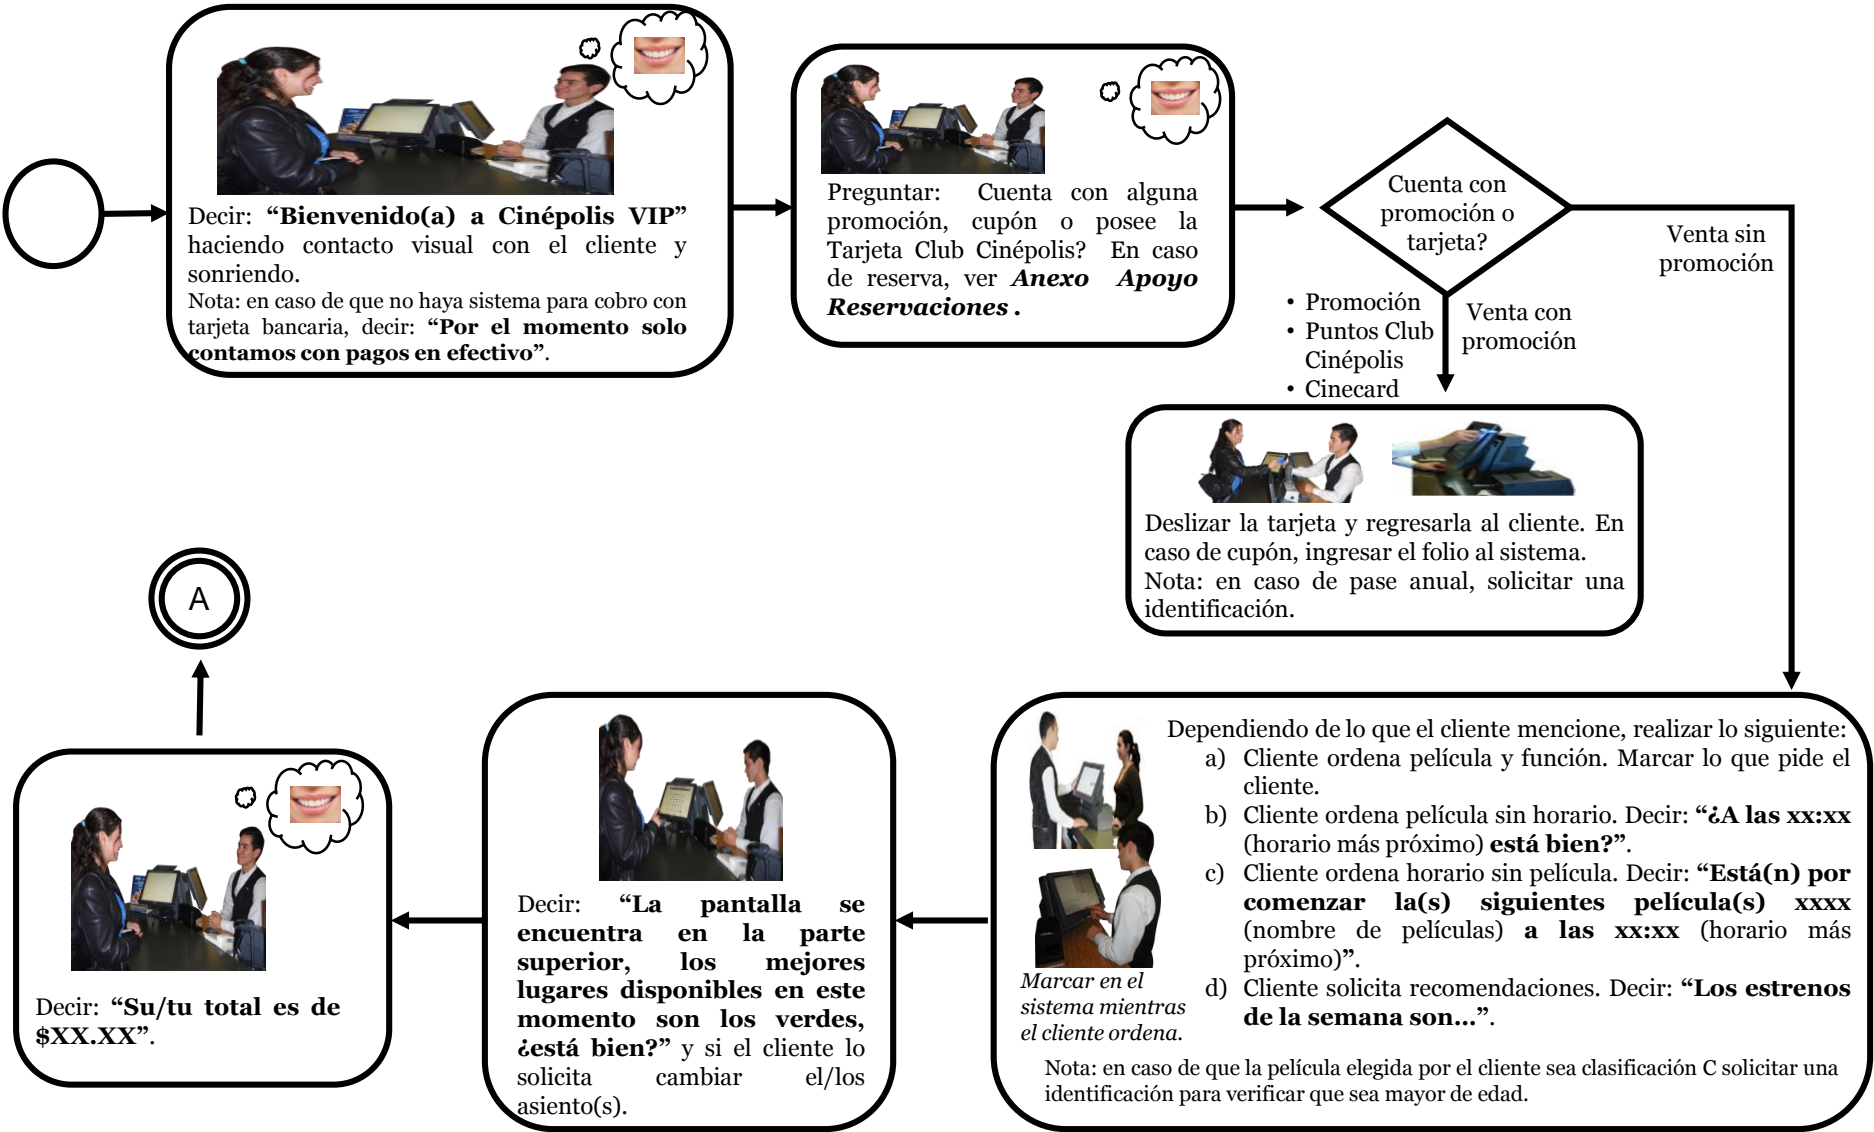 Decir: “Bienvenido(a) a Cinépolis VIP”
haciendo contacto visual con el cliente y
sonriendo.
Nota: en caso de que no haya sistema para cobro con
tarjeta bancaria, decir: “Por el momento solo
contamos con pagos en efectivo”.
Preguntar: Cuenta con alguna
promoción, cupón o posee la
Tarjeta Club Cinépolis? En caso
de reserva, ver Anexo Apoyo
Reservaciones .
Cuenta con
promoción o
tarjeta?
Venta sin
promoción
• Promoción
• Puntos Club
Cinépolis
• Cinecard
Venta con
promoción
Deslizar la tarjeta y regresarla al cliente. En
caso de cupón, ingresar el folio al sistema.
Nota: en caso de pase anual, solicitar una
identificación.
Dependiendo de lo que el cliente mencione, realizar lo siguiente:
a) Cliente ordena película y función. Marcar lo que pide el
cliente.
b) Cliente ordena película sin horario. Decir: “¿A las xx:xx
(horario más próximo) está bien?”.
c) Cliente ordena horario sin película. Decir: “Está(n) por
comenzar la(s) siguientes película(s) xxxx
(nombre de películas) a las xx:xx (horario más
próximo)”.
d) Cliente solicita recomendaciones. Decir: “Los estrenos
de la semana son...”.
Marcar en el
sistema mientras
el cliente ordena.
Nota: en caso de que la película elegida por el cliente sea clasificación C solicitar una
identificación para verificar que sea mayor de edad.
Decir: “La pantalla se
encuentra en la parte
superior, los mejores
lugares disponibles en este
momento son los verdes,
¿está bien?” y si el cliente lo
solicita cambiar el/los
asiento(s).
Decir: “Su/tu total es de
$XX.XX”.
A